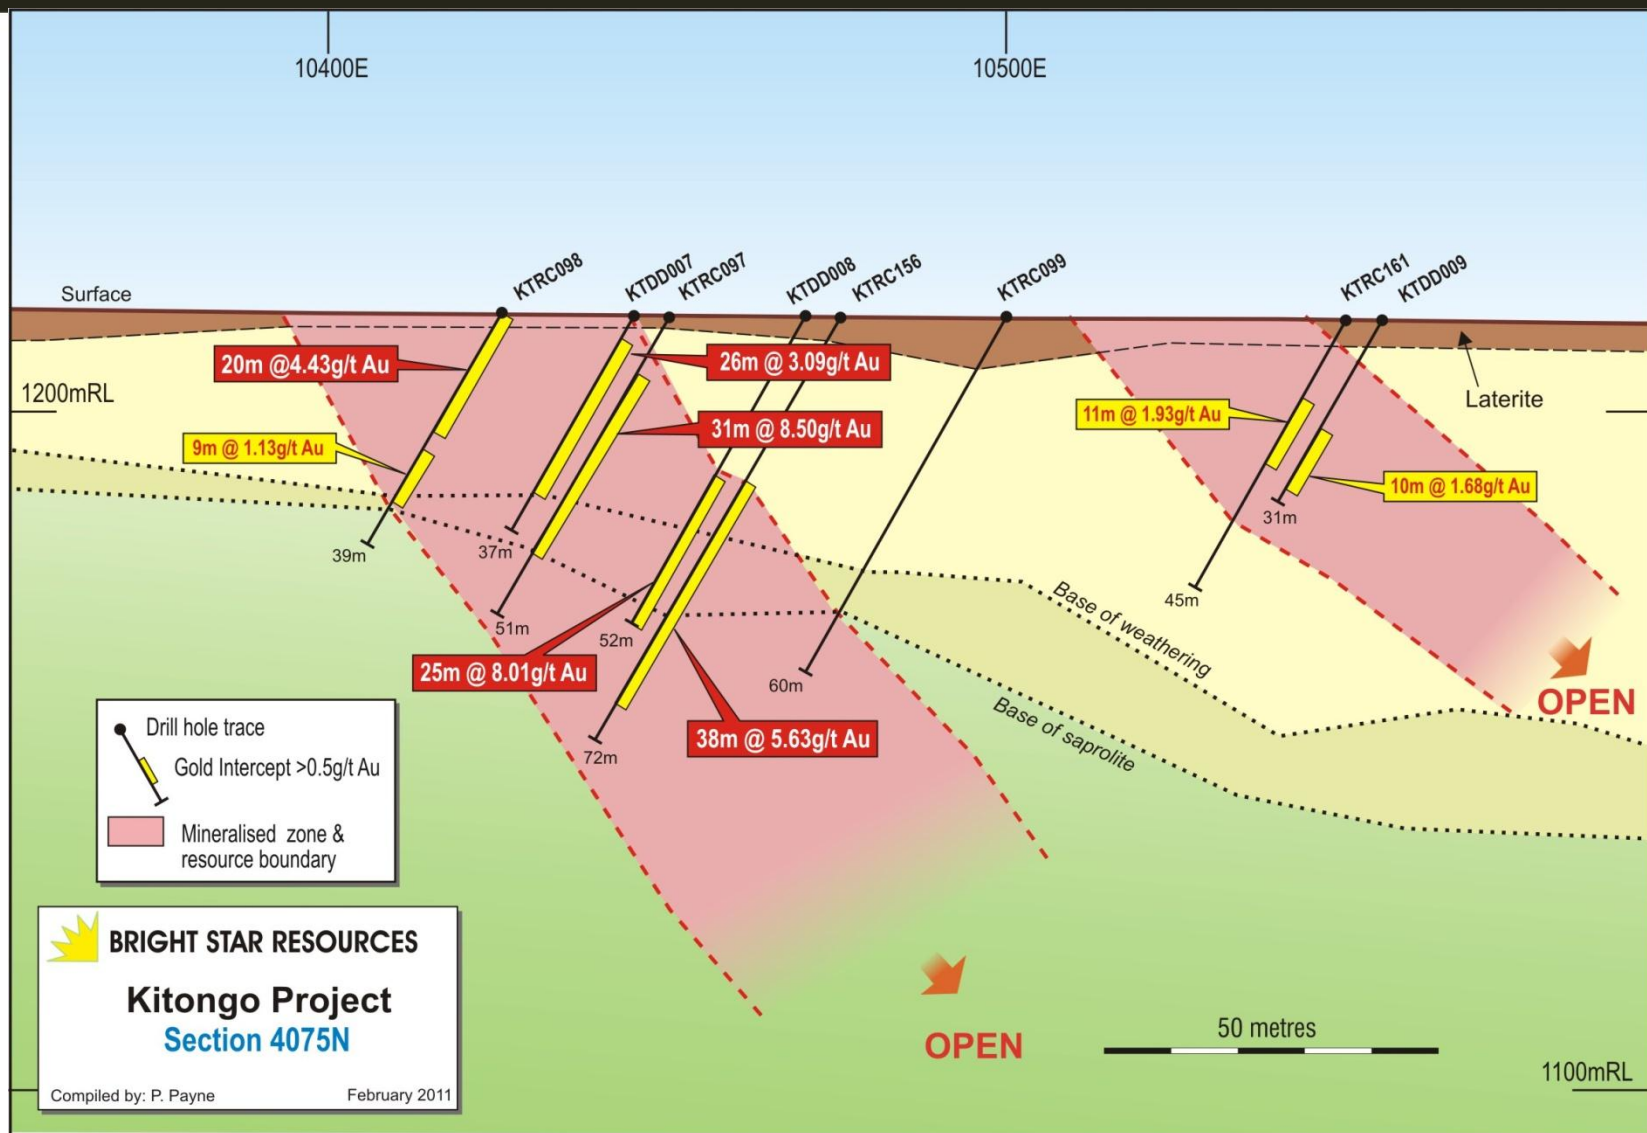 10400E
10500E
KTRC098
KTDD007
KTRC097
KTDD008
KTRC156
KTRC099
KTRC161
KTDD009
Surface
20m @4.43g/t Au
26m @ 3.09g/t Au
1200mRL
Laterite
11m @ 1.93g/t Au
31m @ 8.50g/t Au
9m @ 1.13g/t Au
10m @ 1.68g/t Au
31m
39m
37m
45m
Base of weathering
51m
52m
25m @ 8.01g/t Au
60m
OPEN
Base of saprolite
38m @ 5.63g/t Au
72m
Drill hole trace
Gold Intercept >0.5g/t Au
Mineralised zone &
resource boundary
BRIGHT STAR RESOURCES
Kitongo Project
Section 4075N
Compiled by: P. Payne
February 2011
OPEN
50 metres
1100mRL